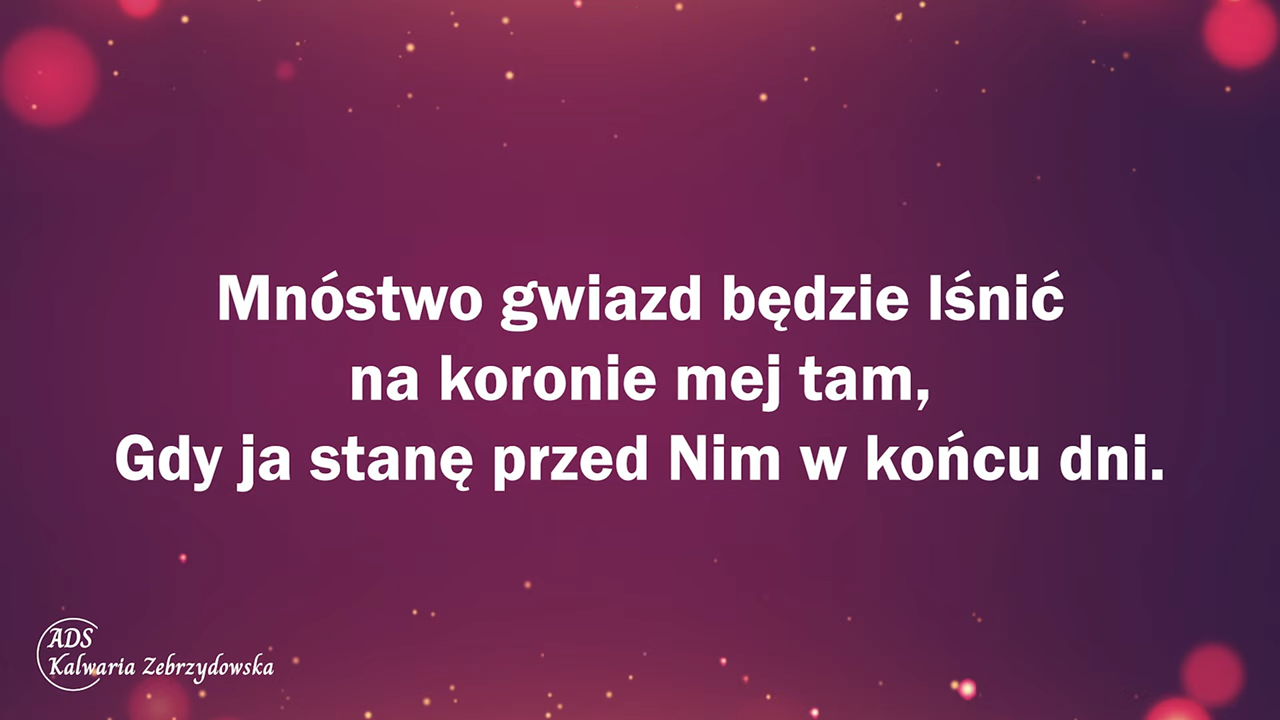 Mnóstwo gwiazd będzie lśnić
na koronie mej tam,
Gdy ja stanę przed Nim w końcu dni.
ADS
Kalwaria Zebrzydowska